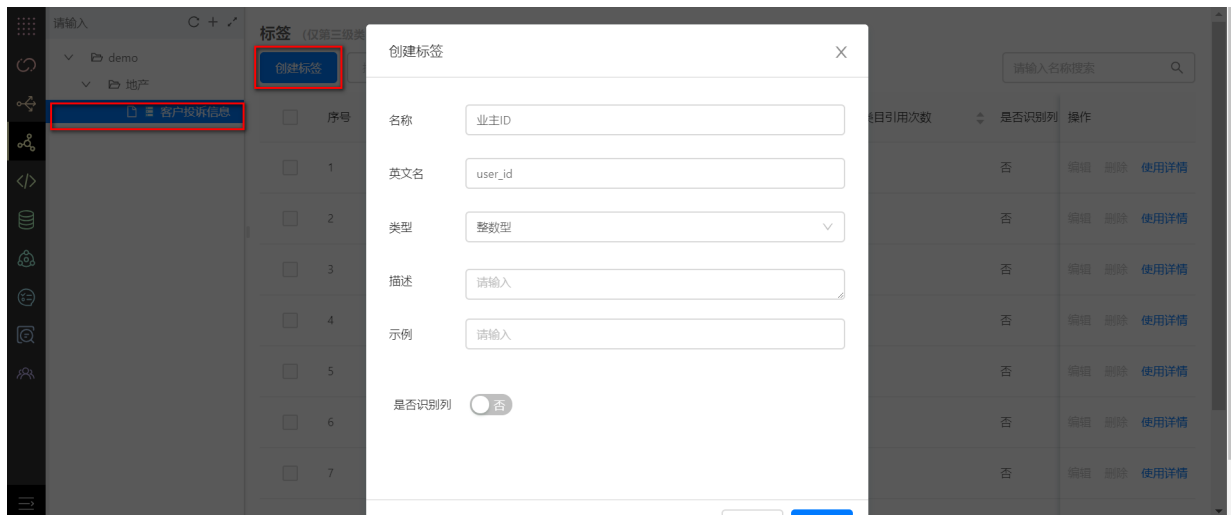 请输入
demo
地产
客户投诉信息
标签 (仅第三级类
创建标签
请输入名称搜索
序号
目引用次数
是否识别列
操作
1
否
编辑 删除 使用详情
2
否
编辑 删除 使用详情
3
否
编辑 删除 使用详情
4
否
编辑 删除 使用详情
5
否
编辑 删除 使用详情
6
否
编辑 删除 使用详情
7
否
编辑 删除 使用详情
创建标签
名称
业主ID
英文名
user_id
类型
整数型
描述
请输入
示例
请输入
是否识别列
否